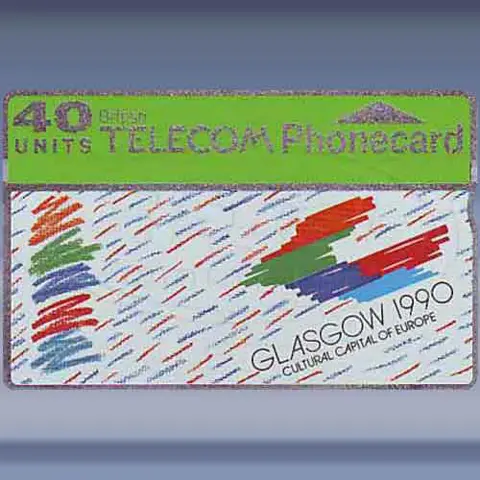 40 UNITS
British
TELECOM Phonecard
GLASGOW 1990
CULTURAL CAPITAL OF EUROPE